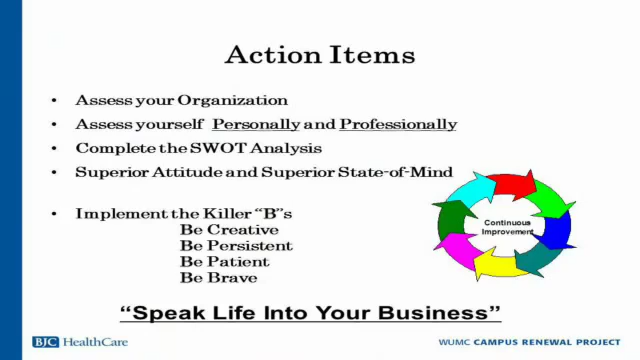 Action Items
• Assess your Organization
• Assess yourself Personally and Professionally
• Complete the SWOT Analysis
• Superior Attitude and Superior State-of-Mind
• Implement the Killer “B”s
Be Creative
Be Persistent
Be Patient
Be Brave
Continuous
Improvement
“Speak Life Into Your Business”
BJC HealthCare
WUMC CAMPUS RENEWAL PROJECT